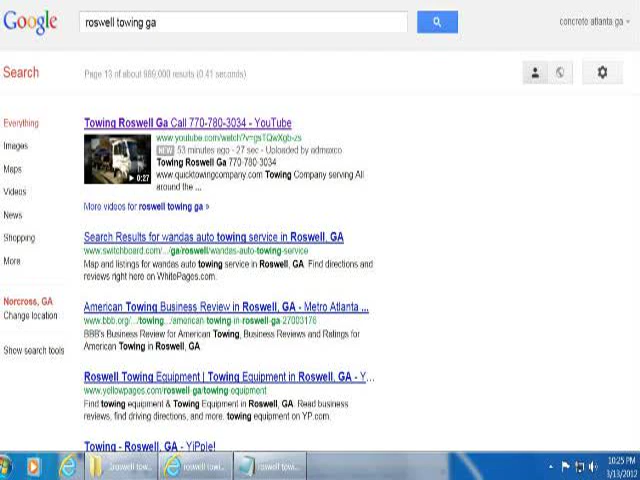 Google
roswell towing ga
concrete atlanta ga
Search
Page 13 of about 989,000 results (0.41 seconds)
Everything
Images
Maps
Videos
News
Shopping
More
Norcross, GA
Change location
Show search tools
Towing Roswell Ga Call 770-780-3034 - YouTube
www.youtube.com/watch?v=gsTQwXgb-zs
NEW 53 minutes ago - 27 sec - Uploaded by admexco
Towing Roswell Ga 770-780-3034
www.quicktowingcompany.com Towing Company serving All
around the ...
0:27
More videos for roswell towing ga »
Search Results for wandas auto towing service in Roswell, GA
www.switchboard.com/.../ga/roswell/wandas-auto-towing-service
Map and listings for wandas auto towing service in Roswell, GA. Find directions and
reviews right here on WhitePages.com.
American Towing Business Review in Roswell, GA - Metro Atlanta ...
www.bbb.org/...towing.../american-towing-in-roswell-ga-27003176
BBB's Business Review for American Towing, Business Reviews and Ratings for
American Towing in Roswell, GA
Roswell Towing Equipment | Towing Equipment in Roswell, GA - Y...
www.yellowpages.com/roswell-ga/towing-equipment
Find towing equipment & Towing Equipment in Roswell, GA. Read business
reviews, find driving directions, and more. towing equipment on YP.com.
Towing - Roswell, GA - YiPple!
roswell tow...
roswell towi...
roswell towi...
10:25 PM
3/13/2012